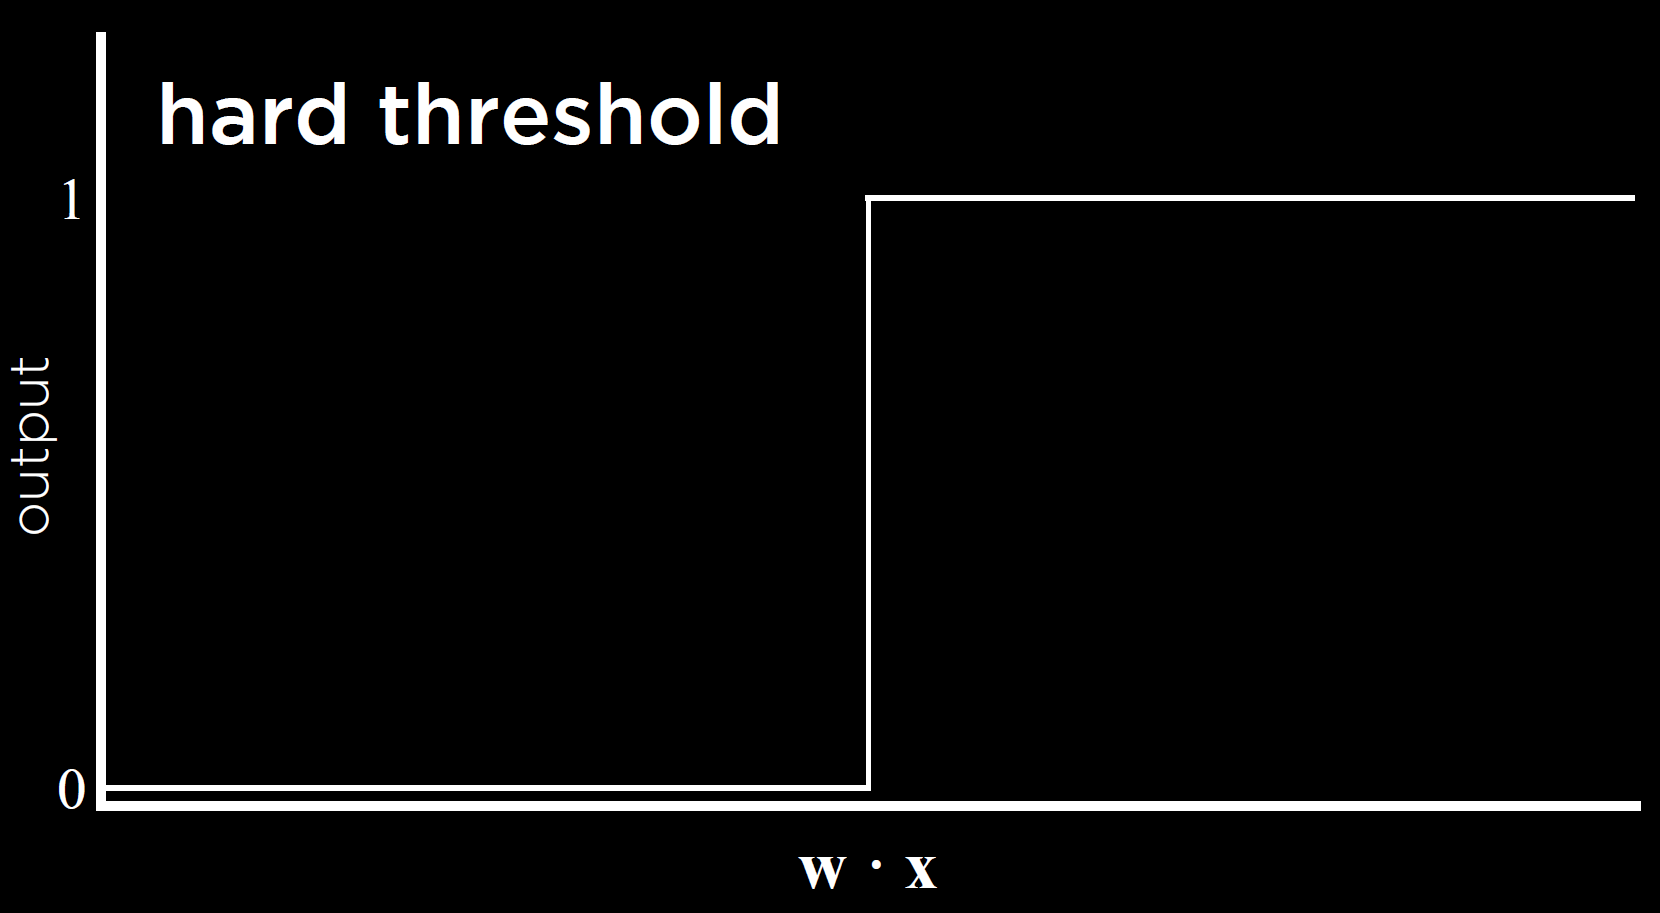 hard threshold
1
output
0
w · x